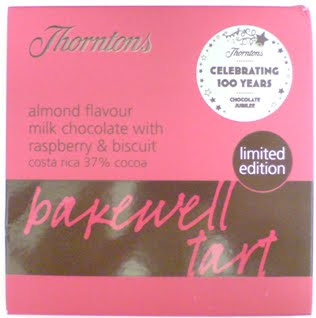 Thorntons
Thorntons
CELEBRATING
100 YEARS
CHOCOLATE
JUBILEE
almond flavour
milk chocolate with
raspberry & biscuit
costa rica 37% cocoa
limited
edition
bakewell
tart